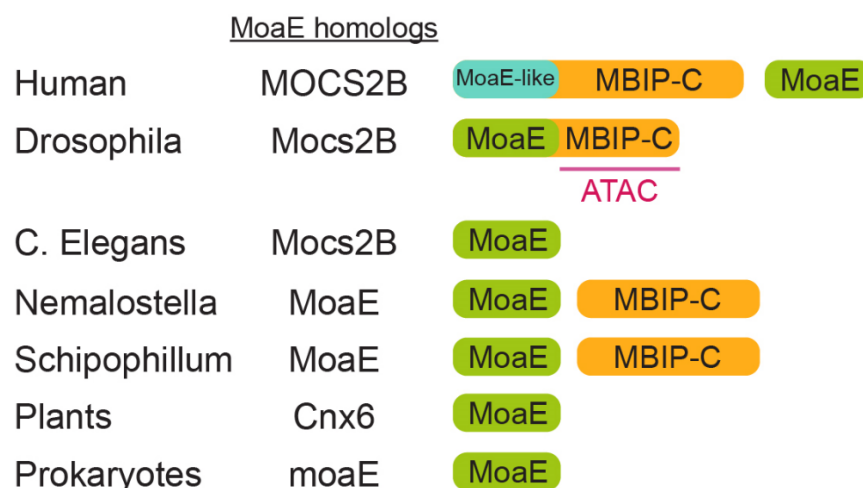 MoaE homologs
Human MOCS2B MoaE-like MBIP-C MoaE
Drosophila Mocs2B MoaE MBIP-C
ATAC
C. Elegans Mocs2B MoaE
Nemalostella MoaE MoaE MBIP-C
Schipophillum MoaE MoaE MBIP-C
Plants Cnx6 MoaE
Prokaryotes moaE MoaE